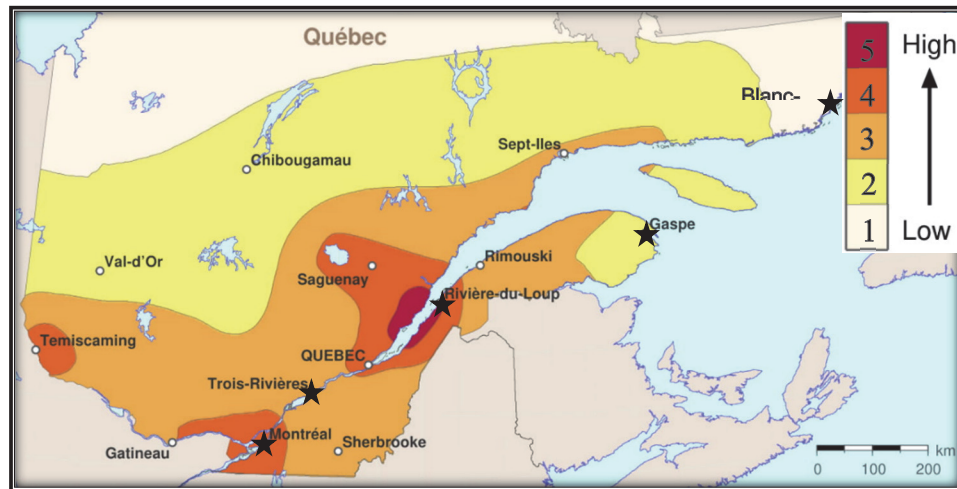 Québec
5 High
4
3
2
1 Low
Blanc-
Chibougamau
Sept-Iles
Gaspe
Val-d'Or
Saguenay
Rimouski
Rivière-du-Loup
Temiscaming
QUEBEC
Trois-Rivières
Montréal
Gatineau
Sherbrooke
km
0 100 200